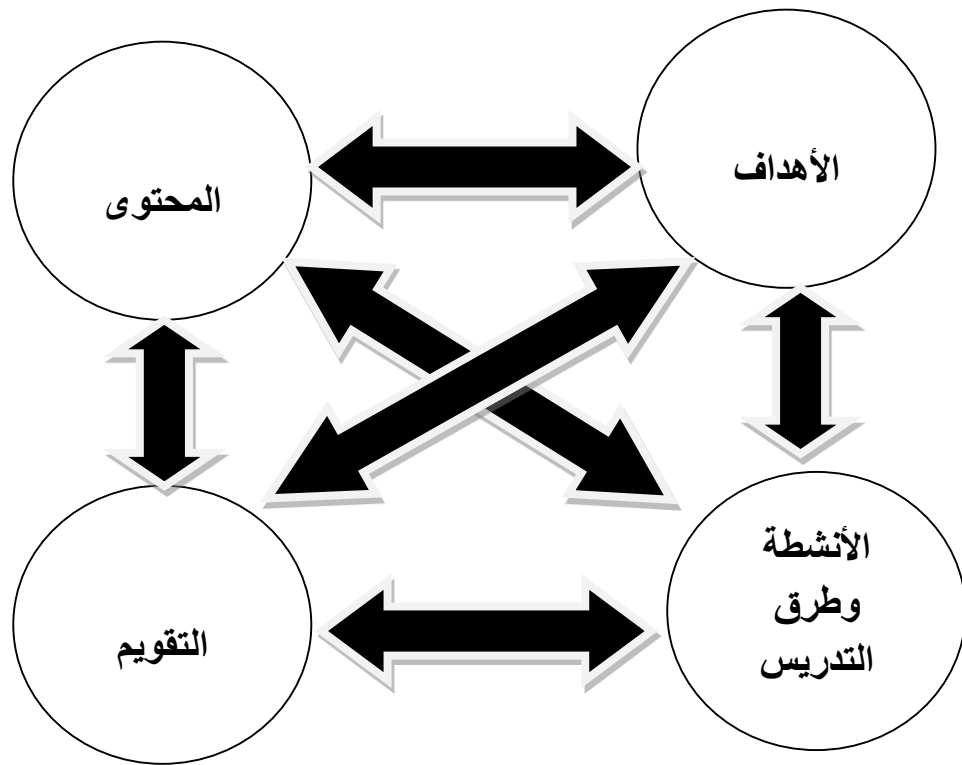 الأهداف
المحتوى
الأنشطة
وطرق
التدريس
التقويم